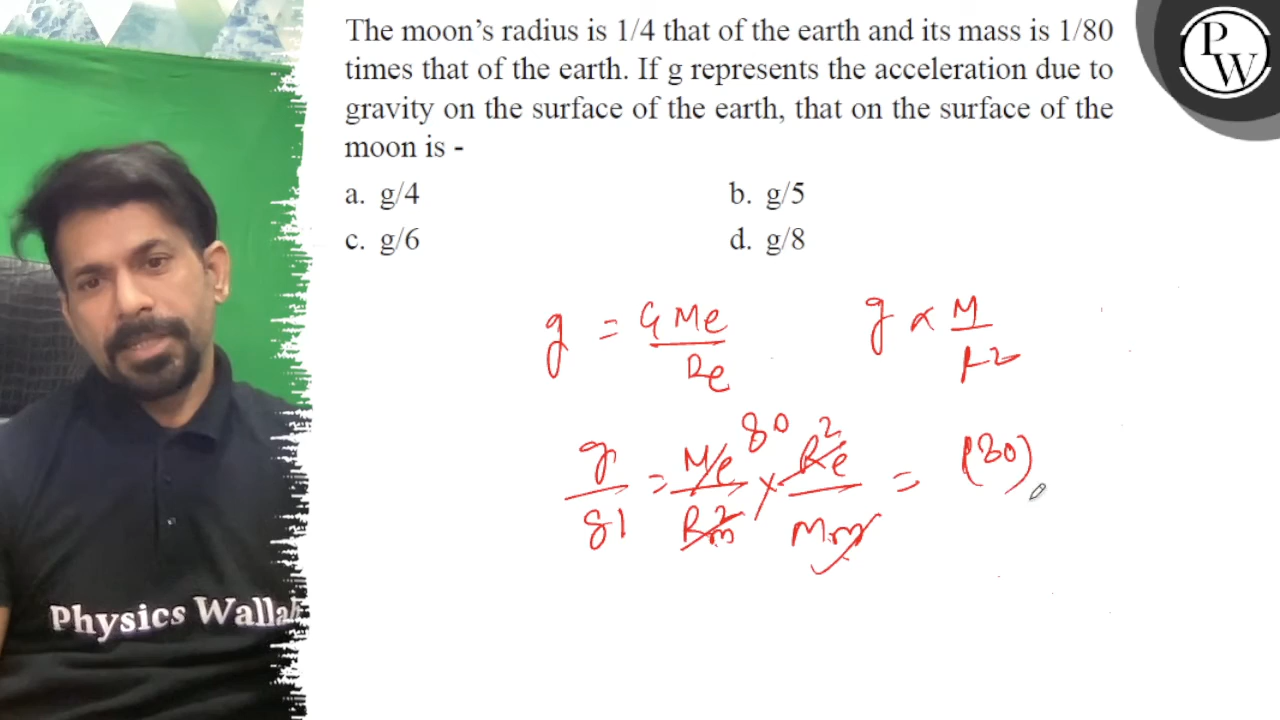 The moon’s radius is 1/4 that of the earth and its mass is 1/80
times that of the earth. If g represents the acceleration due to
gravity on the surface of the earth, that on the surface of the
moon is -
a. g/4 b. g/5
c. g/6 d. g/8
g = GMe/Re g ∝ M/r2
g/g1 = Me/Rm2 80 × Re2/Mm = (80)
Physics Wallah
PW